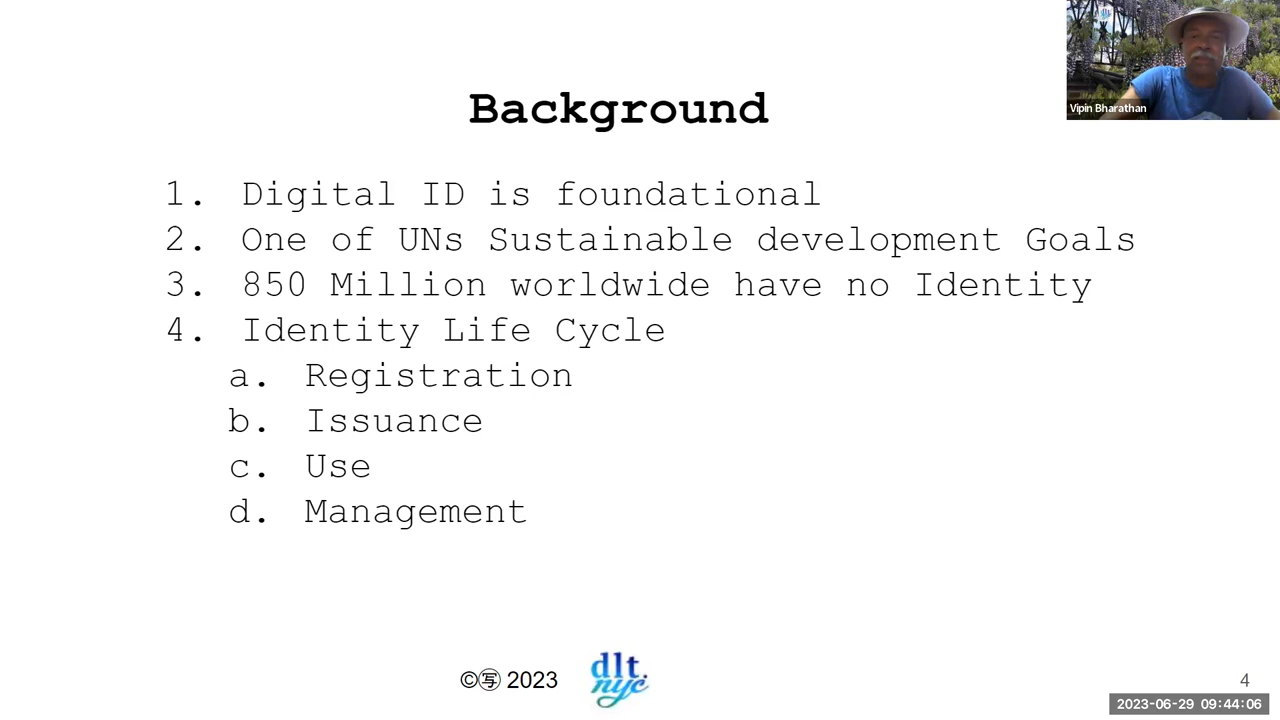 Vipin Bharathan
Background
1. Digital ID is foundational
2. One of UNs Sustainable development Goals
3. 850 Million worldwide have no Identity
4. Identity Life Cycle
a. Registration
b. Issuance
c. Use
d. Management
©㊢ 2023
dlt.
nyc
4
2023-06-29 09:44:06